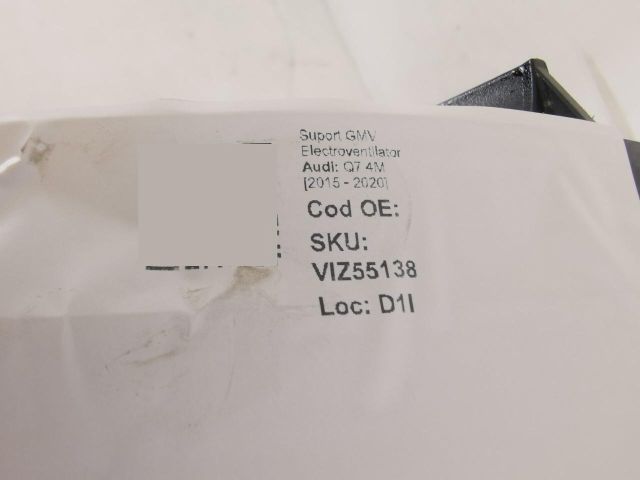 Suport GMV
Electroventilator
Audi: Q7 4M
[2015 - 2020]
Cod OE:
SKU:
VIZ55138
Loc: D1I